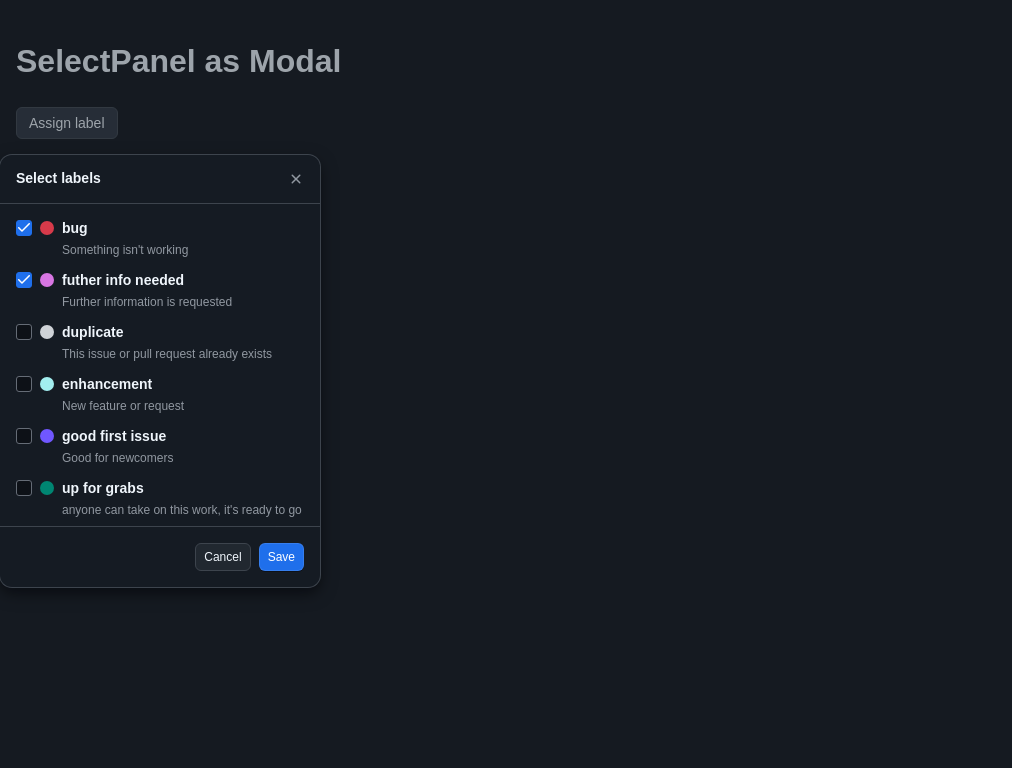 SelectPanel as Modal
Assign label
Select labels
bug
Something isn't working
futher info needed
Further information is requested
duplicate
This issue or pull request already exists
enhancement
New feature or request
good first issue
Good for newcomers
up for grabs
anyone can take on this work, it's ready to go
Cancel Save